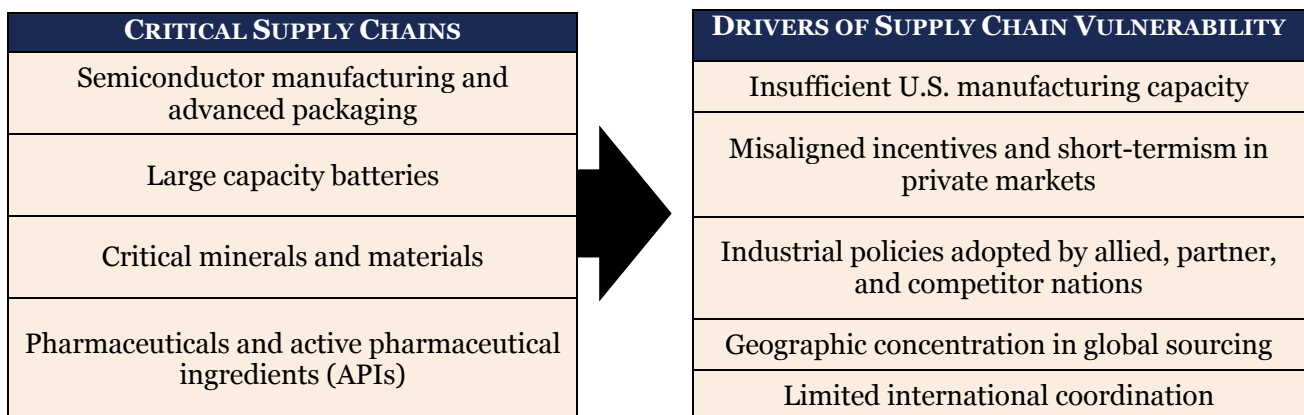 CRITICAL SUPPLY CHAINS
Semiconductor manufacturing and
advanced packaging
Large capacity batteries
Critical minerals and materials
Pharmaceuticals and active pharmaceutical
ingredients (APIs)
DRIVERS OF SUPPLY CHAIN VULNERABILITY
Insufficient U.S. manufacturing capacity
Misaligned incentives and short-termism in
private markets
Industrial policies adopted by allied, partner,
and competitor nations
Geographic concentration in global sourcing
Limited international coordination